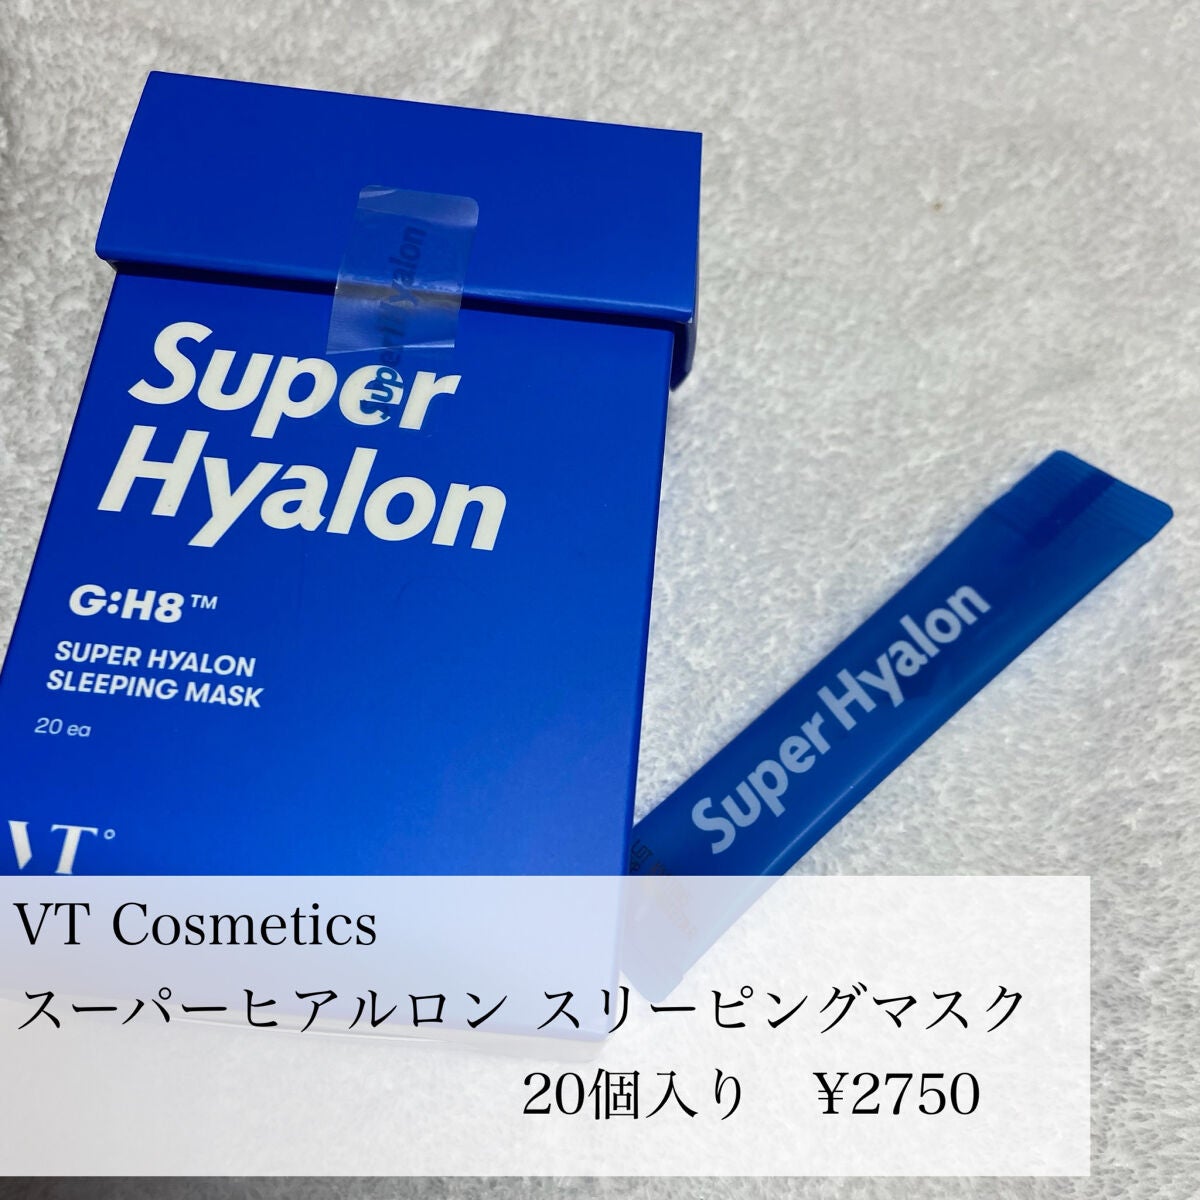 Super Hyalon
Super
Hyalon
G:H8™
SUPER HYALON
SLEEPING MASK
20 ea
VT°
Super Hyalon
VT Cosmetics
スーパーヒアルロン スリーピングマスク
20個入り ¥2750